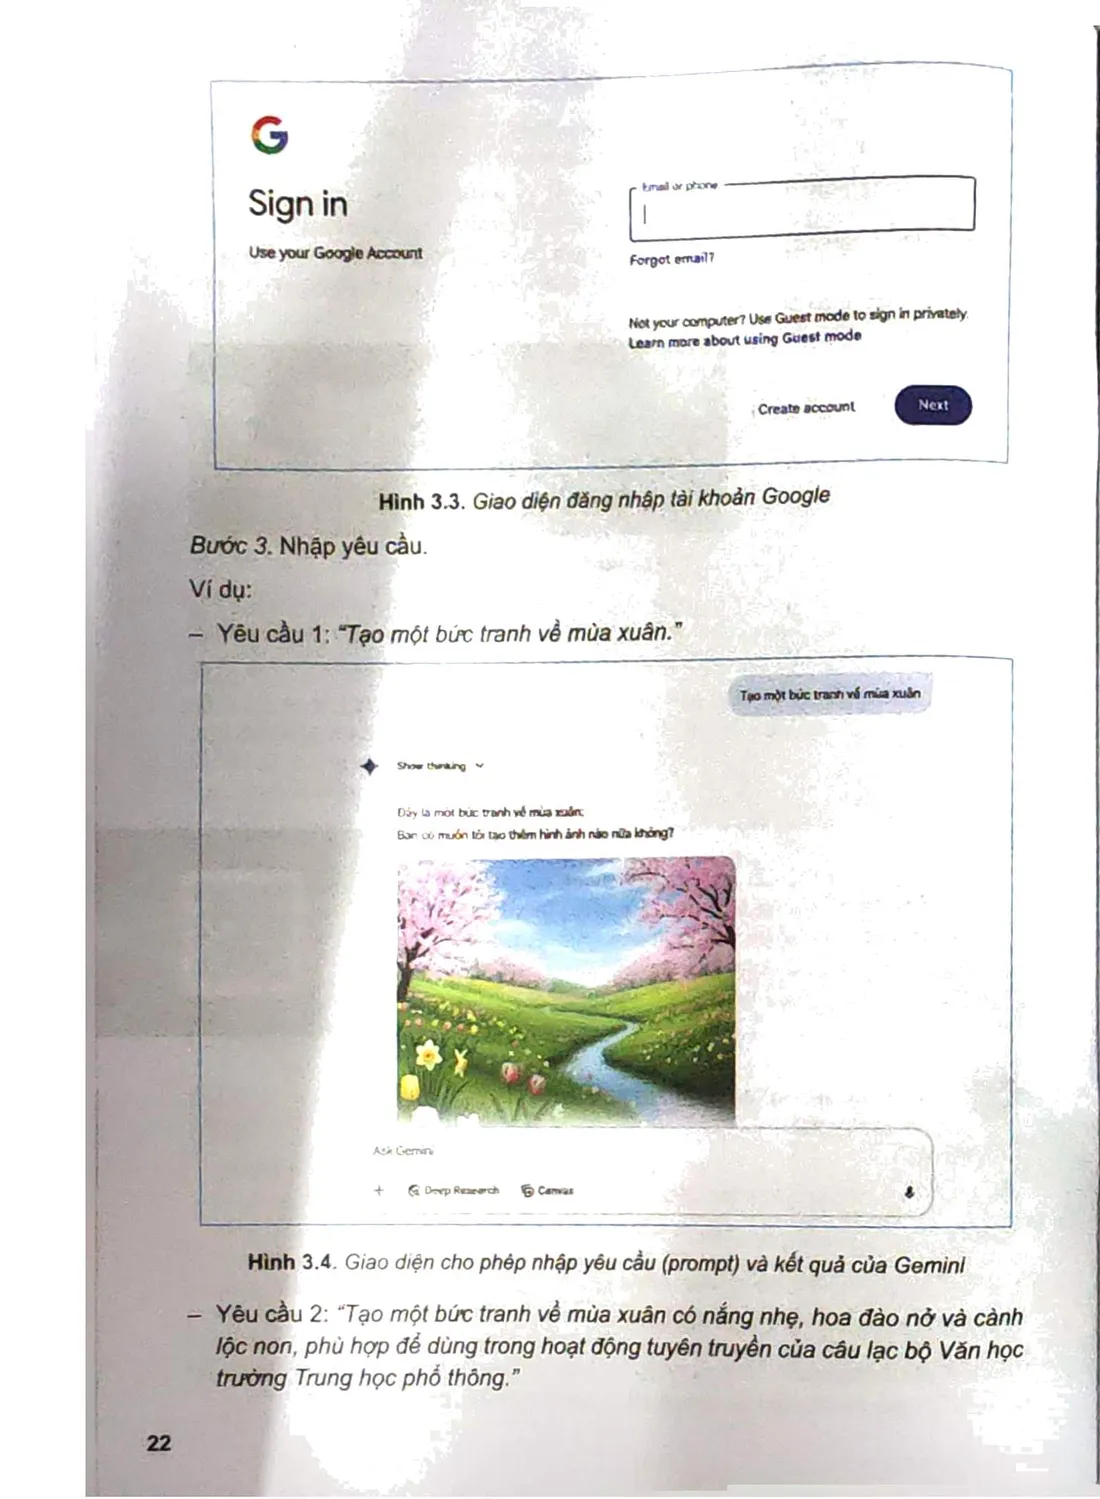 G
Sign in
Use your Google Account
Email or phone
Forgot email?
Not your computer? Use Guest mode to sign in privately.
Learn more about using Guest mode
Create account
Next
Hình 3.3. Giao diện đăng nhập tài khoản Google
Bước 3. Nhập yêu cầu.
Ví dụ:
– Yêu cầu 1: “Tạo một bức tranh về mùa xuân.”
Tạo một bức tranh về mùa xuân
Show thinking
Đây là một bức tranh về mùa xuân:
Bạn có muốn tôi tạo thêm hình ảnh nào nữa không?
Ask Gemini
+ Deep Research Canvas
Hình 3.4. Giao diện cho phép nhập yêu cầu (prompt) và kết quả của Gemini
– Yêu cầu 2: “Tạo một bức tranh về mùa xuân có nắng nhẹ, hoa đào nở và cành
lộc non, phù hợp để dùng trong hoạt động tuyên truyền của câu lạc bộ Văn học
trường Trung học phổ thông.”
22